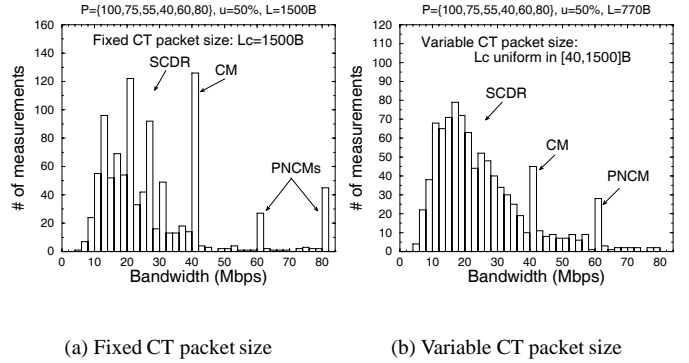 P={100,75,55,40,60,80}, u=50%, L=1500B
160
140
120
100
80
60
40
20
0
# of measurements
Fixed CT packet size: Lc=1500B
SCDR
CM
PNCMs
0 10 20 30 40 50 60 70 80
Bandwidth (Mbps)
(a) Fixed CT packet size
P={100,75,55,40,60,80}, u=50%, L=770B
120
110
100
90
80
70
60
50
40
30
20
10
0
# of measurements
Variable CT packet size:
Lc uniform in [40,1500]B
SCDR
CM
PNCM
0 10 20 30 40 50 60 70 80
Bandwidth (Mbps)
(b) Variable CT packet size